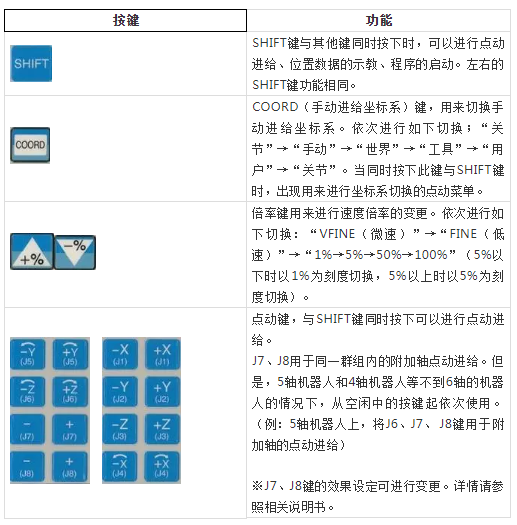 按键
功能
SHIFT
SHIFT键与其他键同时按下时，可以进行点动
进给、位置数据的示教、程序的启动。左右的
SHIFT键功能相同。
COORD
COORD（手动进给坐标系）键，用来切换手
动进给坐标系。依次进行如下切换；“关
节”→“手动”→“世界”→“工具”→“用
户”→“关节”。当同时按下此键与SHIFT键
时，出现用来进行坐标系切换的点动菜单。
+%
-%
倍率键用来进行速度倍率的变更。依次进行如
下切换：“VFINE（微速）”→“FINE（低
速）”→“1%→5%→50%→100%”（5%以
下时以1%为刻度切换，5%以上时以5%为刻
度切换）。
-Y (J5)
+Y (J5)
-Z (J6)
+Z (J6)
- (J7)
+ (J7)
- (J8)
+ (J8)
-X (J1)
+X (J1)
-Y (J2)
+Y (J2)
-Z (J3)
+Z (J3)
-X (J4)
+X (J4)
点动键，与SHIFT键同时按下可以进行点动进
给。
J7、J8用于同一群组内的附加轴点动进给。但
是，5轴机器人和4轴机器人等不到6轴的机器
人的情况下，从空闲中的按键起依次使用。
（例：5轴机器人上，将J6、J7、J8键用于附
加轴的点动进给）
※J7、J8键的效果设定可进行变更。详情请参
照相关说明书。